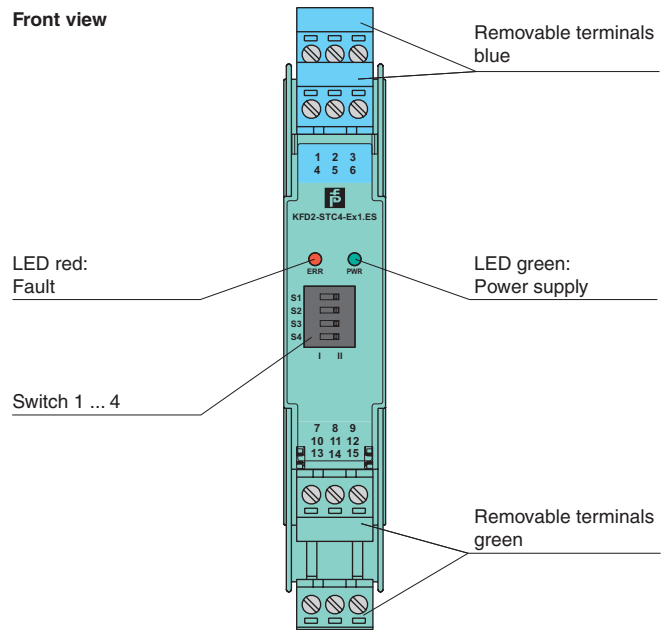 Front view
Removable terminals
blue
1 2 3
4 5 6
KFD2-STC4-Ex1.ES
LED red:
Fault
ERR
PWR
LED green:
Power supply
S1
S2
S3
S4
I II
Switch 1 ... 4
7 8 9
10 11 12
13 14 15
Removable terminals
green